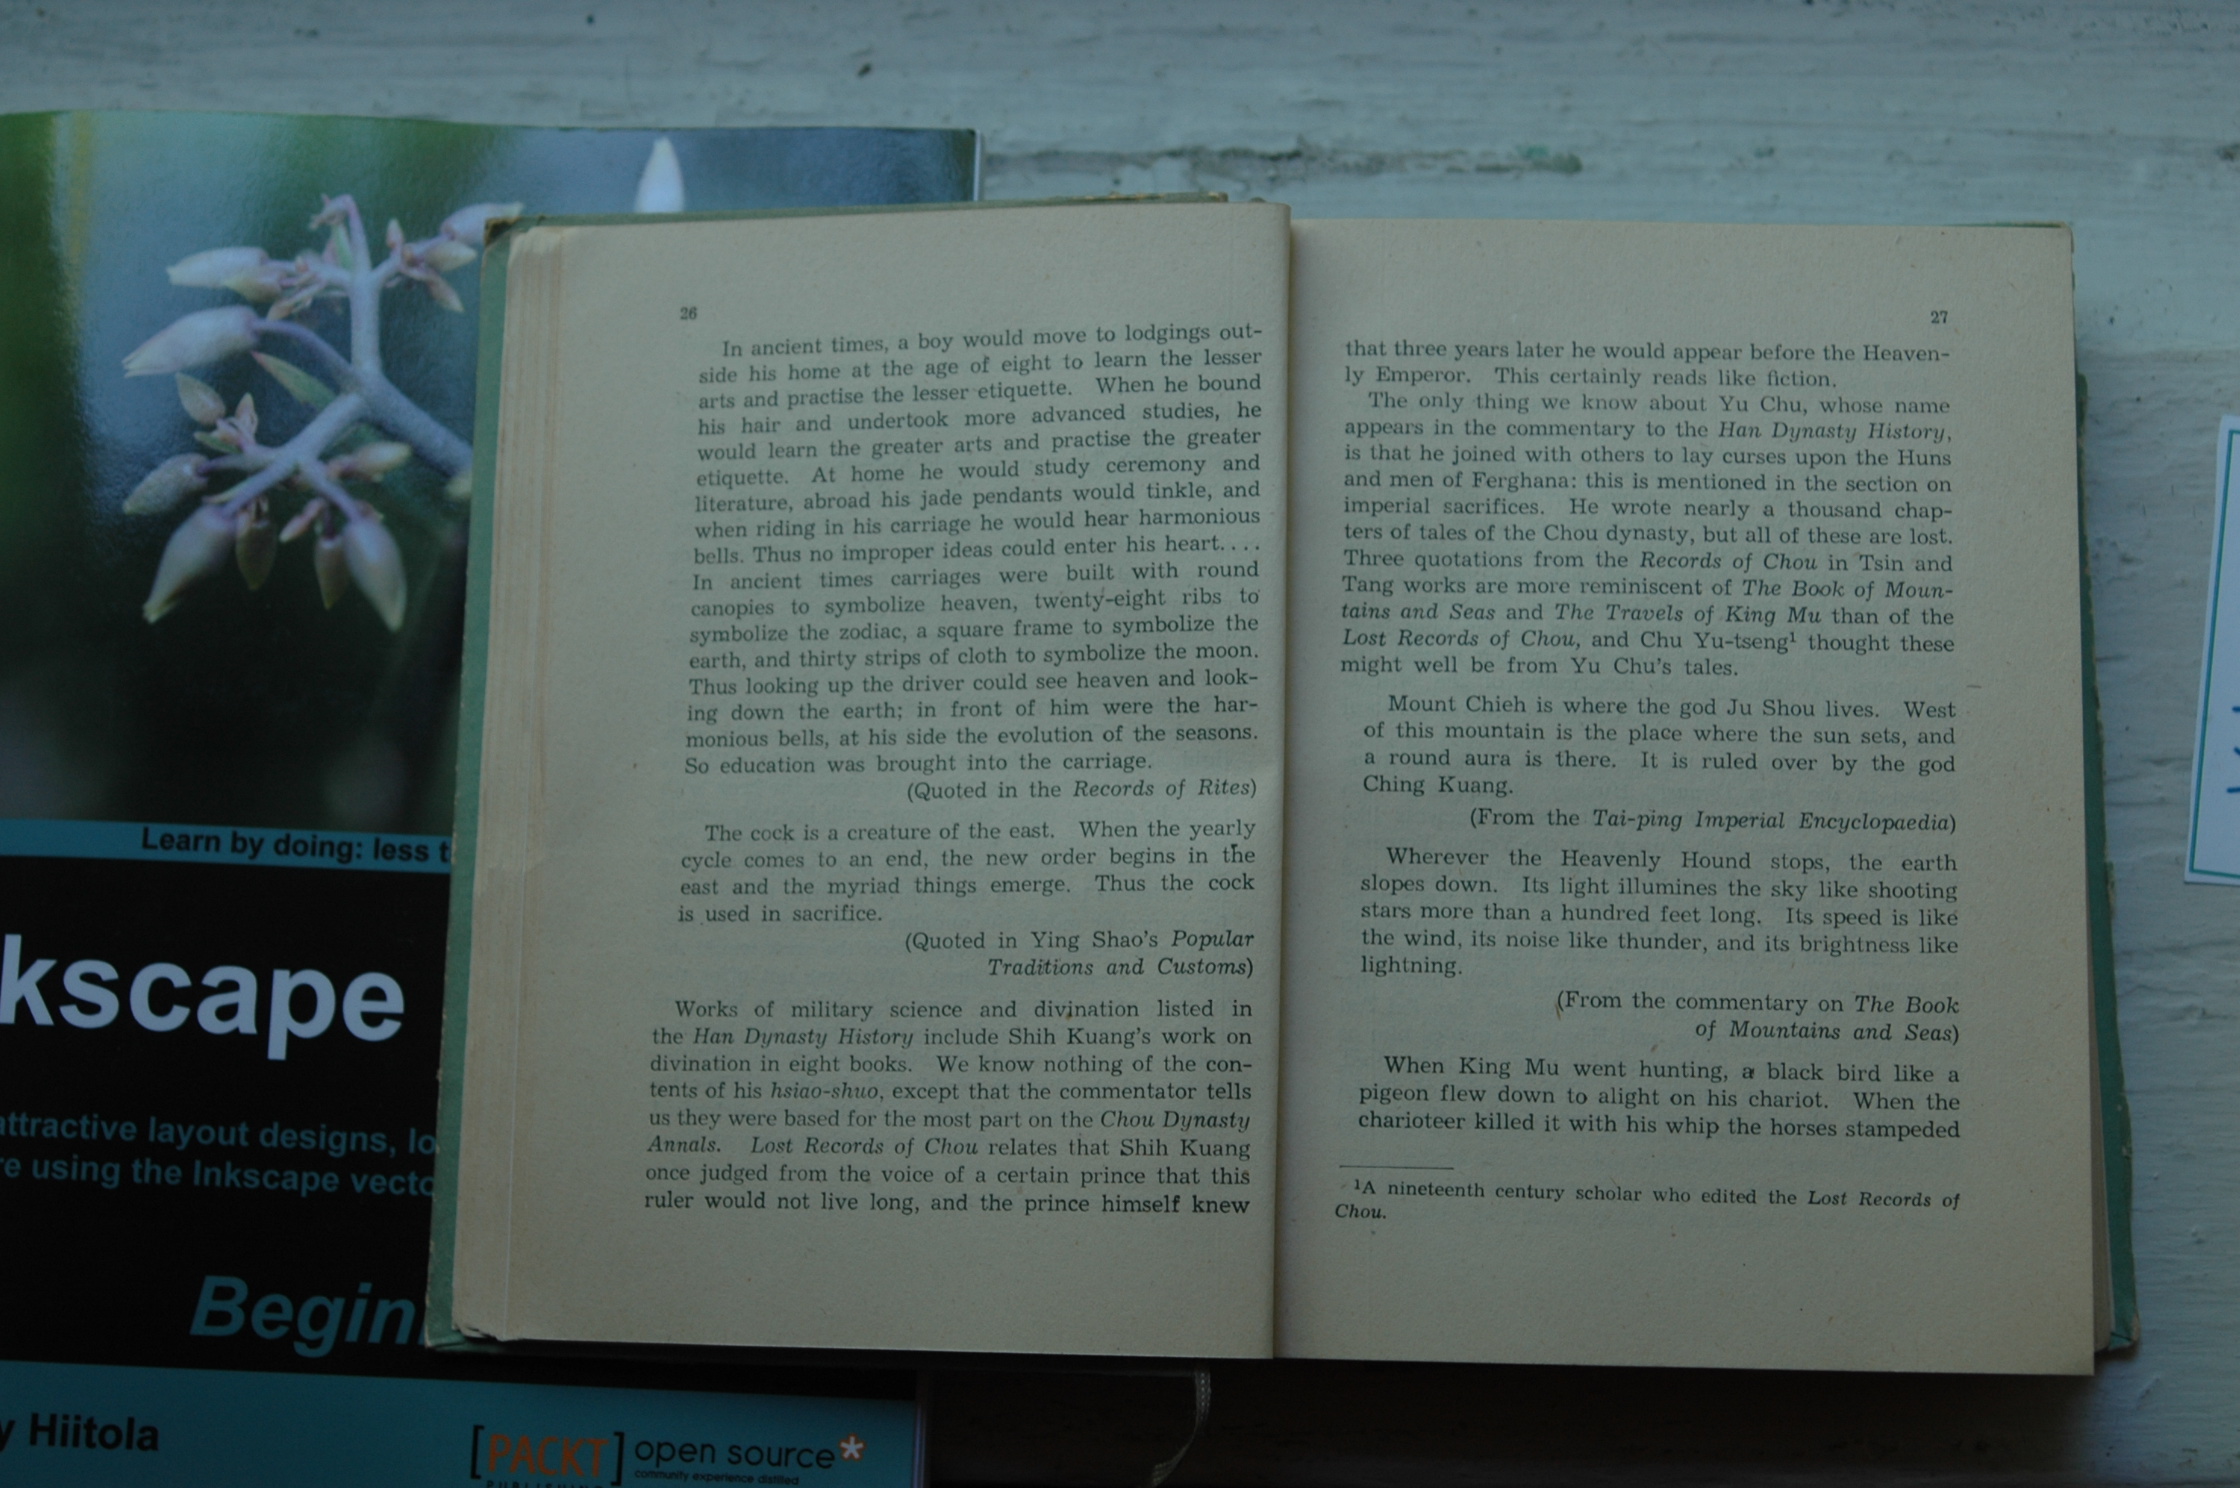 26
In ancient times, a boy would move to lodgings out-
side his home at the age of eight to learn the lesser
arts and practise the lesser etiquette. When he bound
his hair and undertook more advanced studies, he
would learn the greater arts and practise the greater
etiquette. At home he would study ceremony and
literature, abroad his jade pendants would tinkle, and
when riding in his carriage he would hear harmonious
bells. Thus no improper ideas could enter his heart....
In ancient times carriages were built with round
canopies to symbolize heaven, twenty-eight ribs to
symbolize the zodiac, a square frame to symbolize the
earth, and thirty strips of cloth to symbolize the moon.
Thus looking up the driver could see heaven and look-
ing down the earth; in front of him were the har-
monious bells, at his side the evolution of the seasons.
So education was brought into the carriage.
(Quoted in the Records of Rites)
The cock is a creature of the east. When the yearly
cycle comes to an end, the new order begins in the
east and the myriad things emerge. Thus the cock
is used in sacrifice.
(Quoted in Ying Shao's Popular
Traditions and Customs)
Works of military science and divination listed in
the Han Dynasty History include Shih Kuang's work on
divination in eight books. We know nothing of the con-
tents of his hsiao-shuo, except that the commentator tells
us they were based for the most part on the Chou Dynasty
Annals. Lost Records of Chou relates that Shih Kuang
once judged from the voice of a certain prince that this
ruler would not live long, and the prince himself knew
27
that three years later he would appear before the Heaven-
ly Emperor. This certainly reads like fiction.
The only thing we know about Yu Chu, whose name
appears in the commentary to the Han Dynasty History,
is that he joined with others to lay curses upon the Huns
and men of Ferghana: this is mentioned in the section on
imperial sacrifices. He wrote nearly a thousand chap-
ters of tales of the Chou dynasty, but all of these are lost.
Three quotations from the Records of Chou in Tsin and
Tang works are more reminiscent of The Book of Moun-
tains and Seas and The Travels of King Mu than of the
Lost Records of Chou, and Chu Yu-tseng¹ thought these
might well be from Yu Chu's tales.
Mount Chieh is where the god Ju Shou lives. West
of this mountain is the place where the sun sets, and
a round aura is there. It is ruled over by the god
Ching Kuang.
(From the Tai-ping Imperial Encyclopaedia)
Wherever the Heavenly Hound stops, the earth
slopes down. Its light illumines the sky like shooting
stars more than a hundred feet long. Its speed is like
the wind, its noise like thunder, and its brightness like
lightning.
(From the commentary on The Book
of Mountains and Seas)
When King Mu went hunting, a black bird like a
pigeon flew down to alight on his chariot. When the
charioteer killed it with his whip the horses stampeded
¹A nineteenth century scholar who edited the Lost Records of
Chou.
Learn by doing: less t
kscape
attractive layout designs, lo
re using the Inkscape vecto
Begin
y Hiitola
[PACKT] open source*
community experience distilled
PUBLISHING